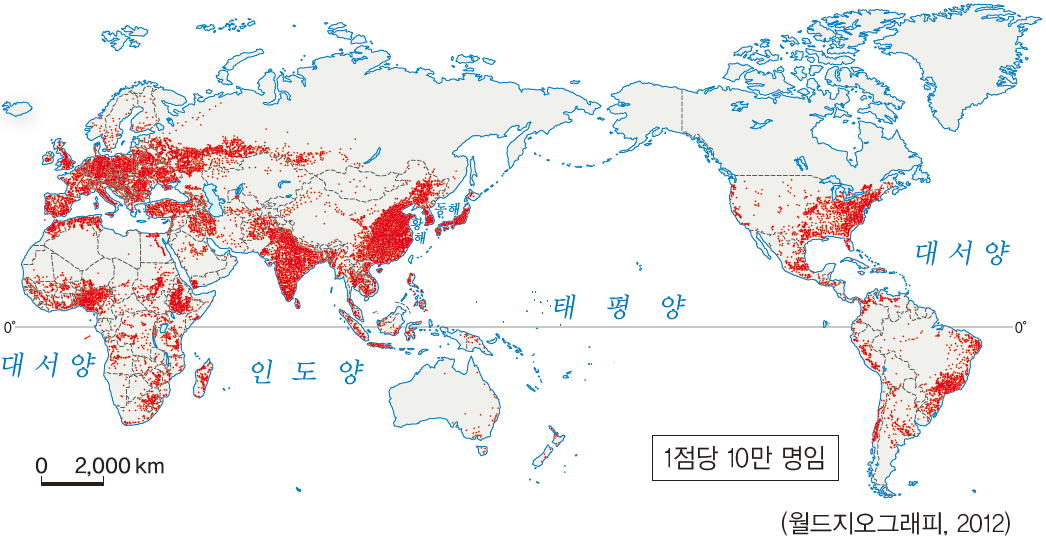 동해
황
해
대서양
태평양
0°
0°
대서양
인도양
0 2,000 km
1점당 10만 명임
(월드지오그래피, 2012)